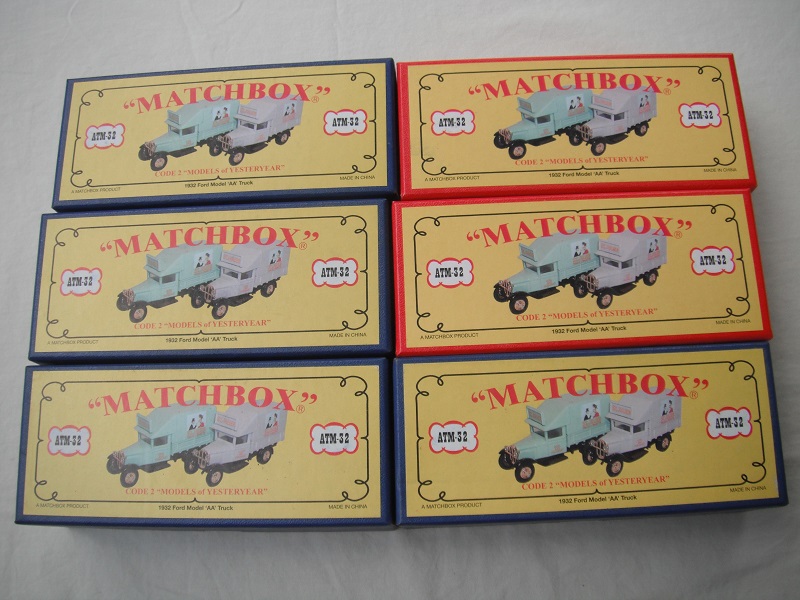 "MATCHBOX"®
ATM-32
ATM-32
CODE 2 "MODELS of YESTERYEAR"
1932 Ford Model 'AA' Truck
A MATCHBOX PRODUCT
MADE IN CHINA
"MATCHBOX"®
ATM-32
ATM-32
CODE 2 "MODELS of YESTERYEAR"
1932 Ford Model 'AA' Truck
A MATCHBOX PRODUCT
MADE IN CHINA
"MATCHBOX"®
ATM-32
ATM-32
CODE 2 "MODELS of YESTERYEAR"
1932 Ford Model 'AA' Truck
A MATCHBOX PRODUCT
MADE IN CHINA
"MATCHBOX"®
ATM-32
ATM-32
CODE 2 "MODELS of YESTERYEAR"
1932 Ford Model 'AA' Truck
A MATCHBOX PRODUCT
MADE IN CHINA
"MATCHBOX"®
ATM-32
ATM-32
CODE 2 "MODELS of YESTERYEAR"
1932 Ford Model 'AA' Truck
A MATCHBOX PRODUCT
MADE IN CHINA
"MATCHBOX"®
ATM-32
ATM-32
CODE 2 "MODELS of YESTERYEAR"
1932 Ford Model 'AA' Truck
A MATCHBOX PRODUCT
MADE IN CHINA